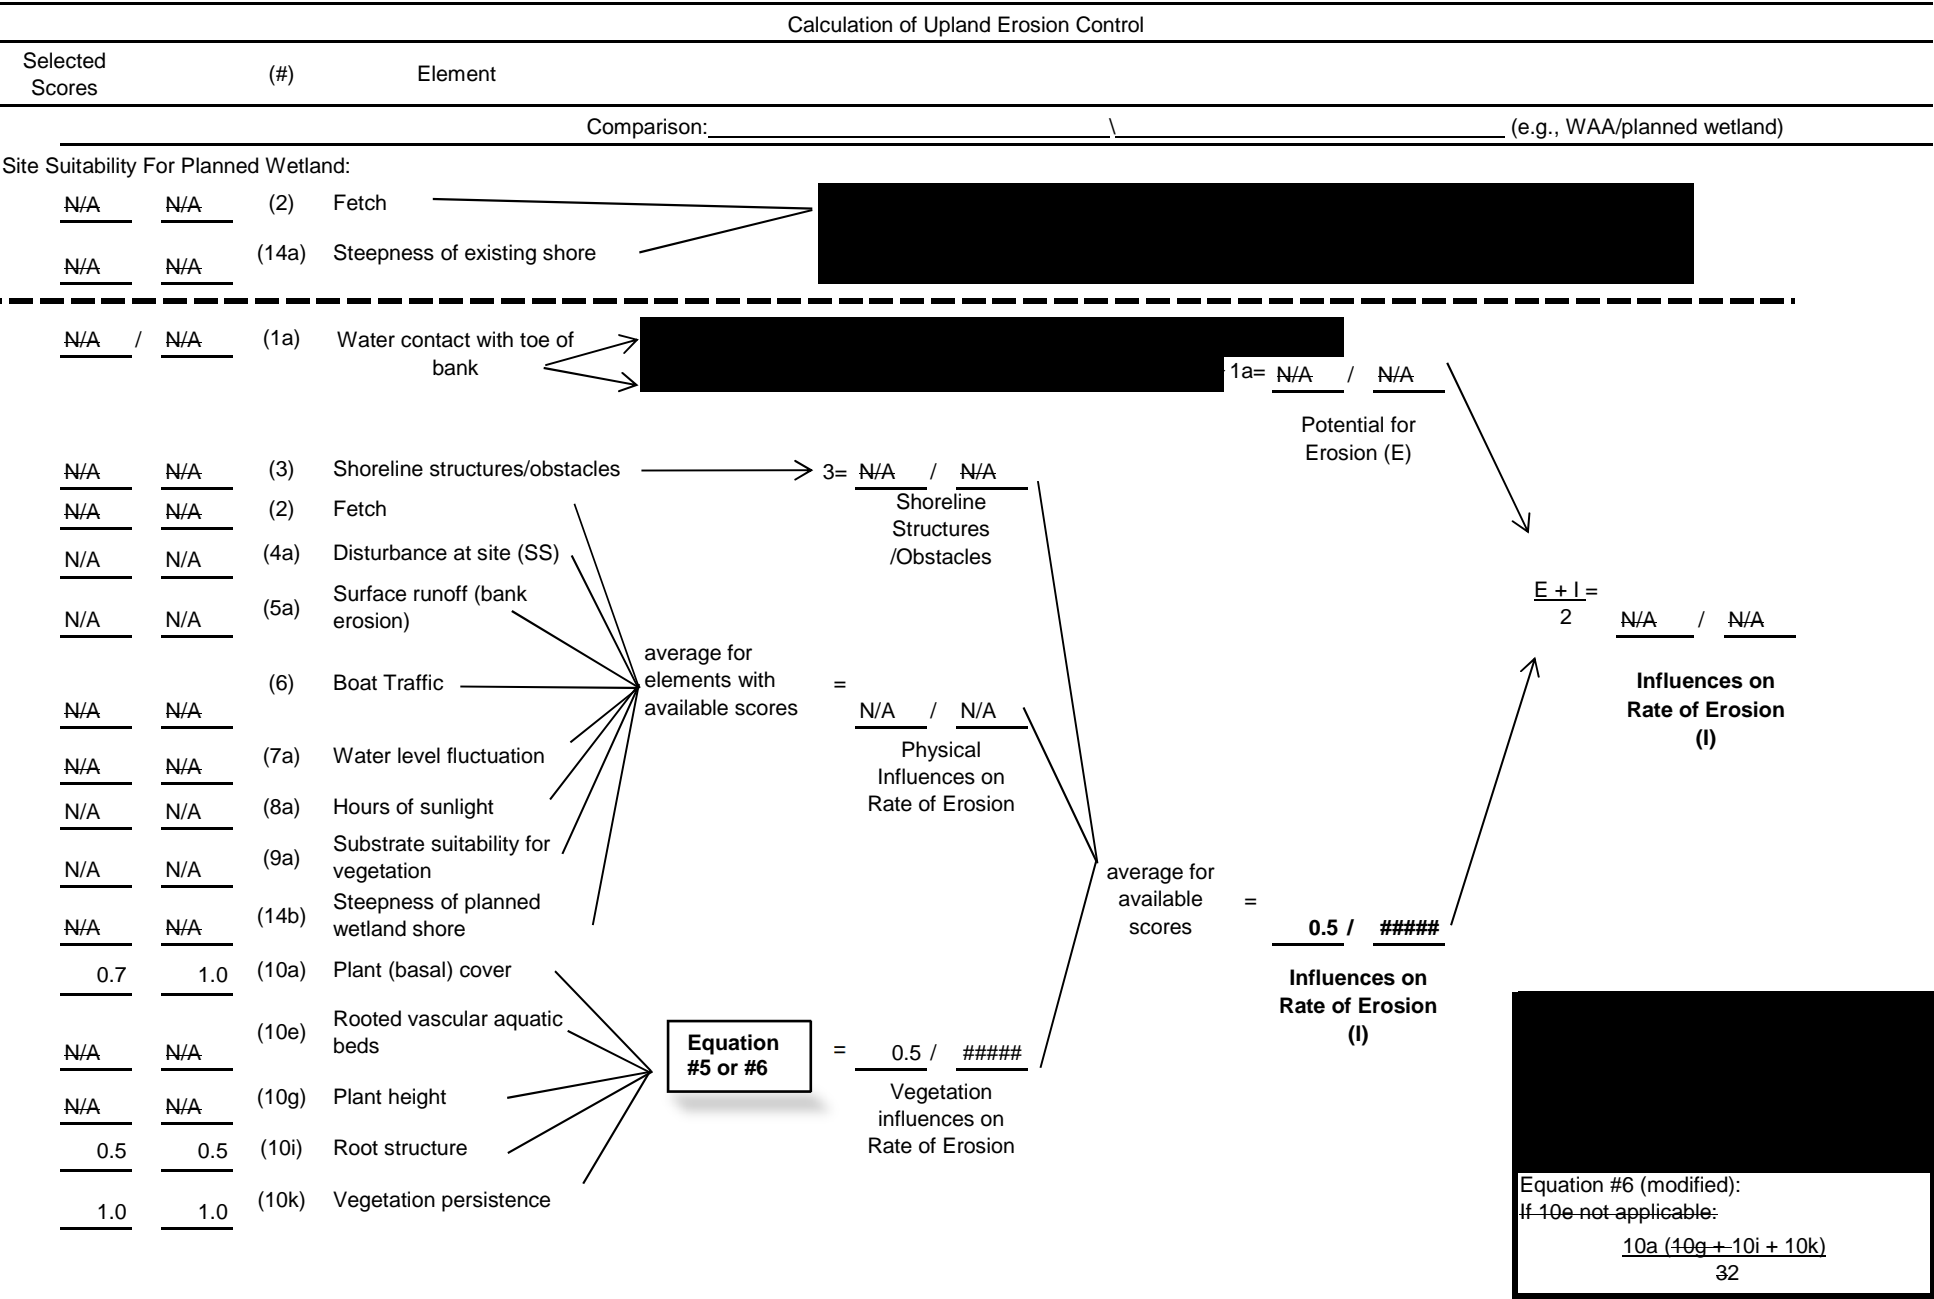 Calculation of Upland Erosion Control
Selected Scores (#) Element
Comparison: \ (e.g., WAA/planned wetland)
Site Suitability For Planned Wetland:
N/A N/A (2) Fetch
N/A N/A (14a) Steepness of existing shore
N/A / N/A (1a) Water contact with toe of bank
1a= N/A / N/A
Potential for
Erosion (E)
N/A N/A (3) Shoreline structures/obstacles 3= N/A / N/A
Shoreline
Structures
/Obstacles
N/A N/A (2) Fetch
N/A N/A (4a) Disturbance at site (SS)
N/A N/A (5a) Surface runoff (bank erosion)
E + I =
2
N/A / N/A
Influences on
Rate of Erosion
(I)
N/A N/A (6) Boat Traffic
average for
elements with
available scores
= N/A / N/A
Physical
Influences on
Rate of Erosion
N/A N/A (7a) Water level fluctuation
N/A N/A (8a) Hours of sunlight
N/A N/A (9a) Substrate suitability for vegetation
N/A N/A (14b) Steepness of planned wetland shore
average for
available
scores
= 0.5 / #####
Influences on
Rate of Erosion
(I)
0.7 1.0 (10a) Plant (basal) cover
N/A N/A (10e) Rooted vascular aquatic beds
Equation
#5 or #6
= 0.5 / #####
Vegetation
influences on
Rate of Erosion
N/A N/A (10g) Plant height
0.5 0.5 (10i) Root structure
1.0 1.0 (10k) Vegetation persistence
Equation #6 (modified):
If 10e not applicable:
10a (10g + 10i + 10k)
32